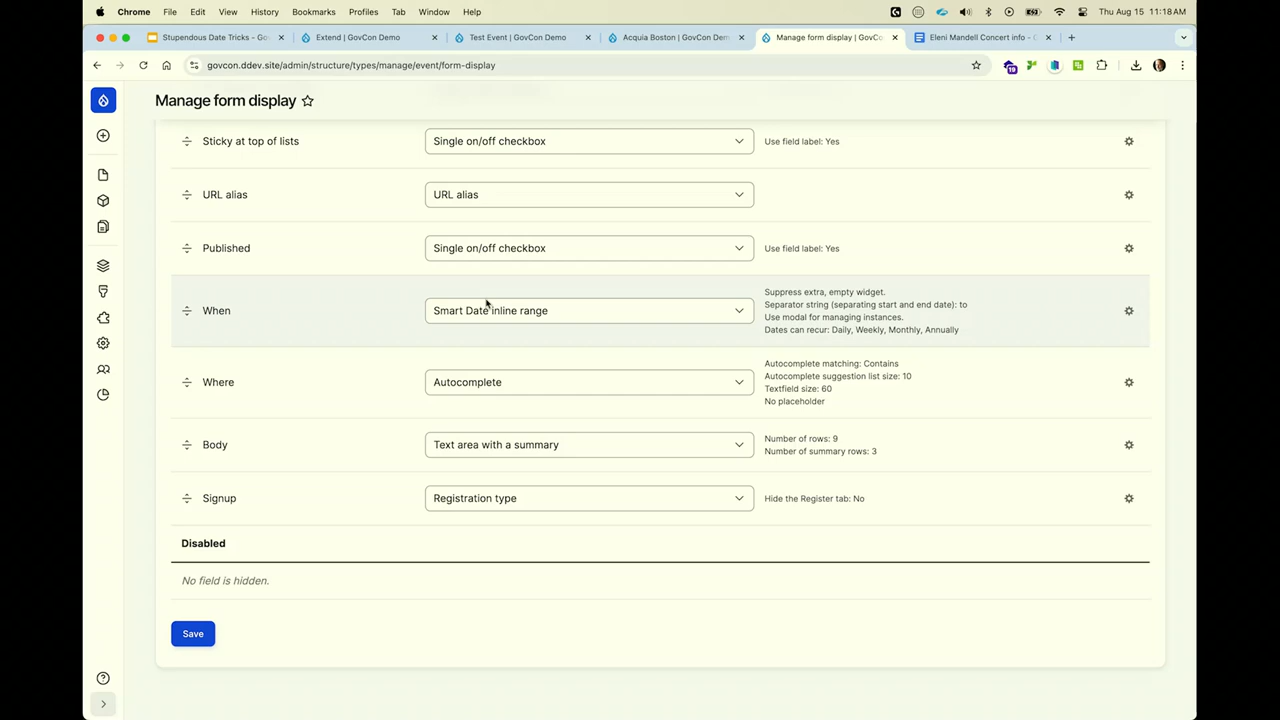 Chrome File Edit View History Bookmarks Profiles Tab Window Help Thu Aug 15 11:18 AM
Stupendous Date Tricks - Go Extend | GovCon Demo Test Event | GovCon Demo Acquia Boston | GovCon Dem Manage form display | GovCo Eleni Mandell Concert info - G
govcon.ddev.site/admin/structure/types/manage/event/form-display
19
Manage form display
Sticky at top of lists Single on/off checkbox Use field label: Yes
URL alias URL alias
Published Single on/off checkbox Use field label: Yes
When Smart Date inline range
Suppress extra, empty widget.
Separator string (separating start and end date): to
Use modal for managing instances.
Dates can recur: Daily, Weekly, Monthly, Annually
Where Autocomplete
Autocomplete matching: Contains
Autocomplete suggestion list size: 10
Textfield size: 60
No placeholder
Body Text area with a summary
Number of rows: 9
Number of summary rows: 3
Signup Registration type Hide the Register tab: No
Disabled
No field is hidden.
Save